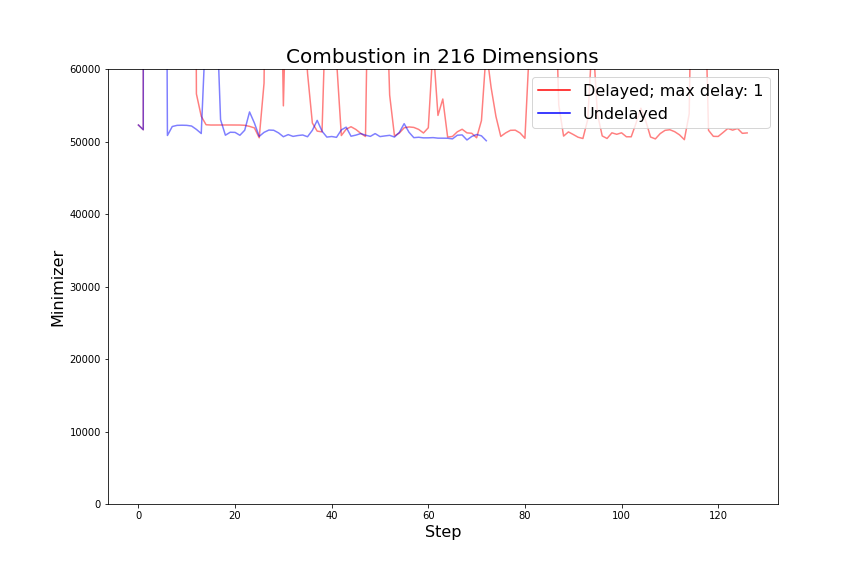 Combustion in 216 Dimensions
60000
50000
40000
30000
20000
10000
0
Minimizer
Delayed; max delay: 1
Undelayed
0 20 40 60 80 100 120
Step